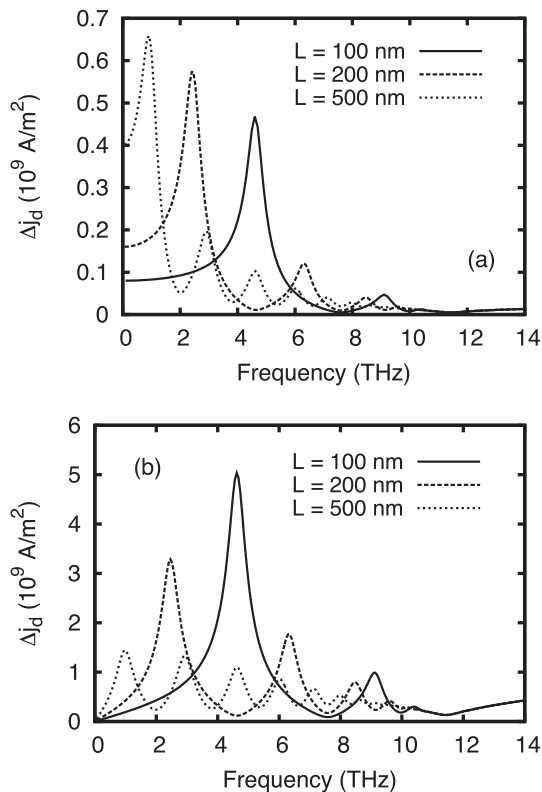 0.7
0.6
0.5
0.4
0.3
0.2
0.1
0
Δj_d (10^9 A/m^2)
L = 100 nm
L = 200 nm
L = 500 nm
(a)
0 2 4 6 8 10 12 14
Frequency (THz)
6
5
4
3
2
1
0
Δj_d (10^9 A/m^2)
(b)
L = 100 nm
L = 200 nm
L = 500 nm
0 2 4 6 8 10 12 14
Frequency (THz)